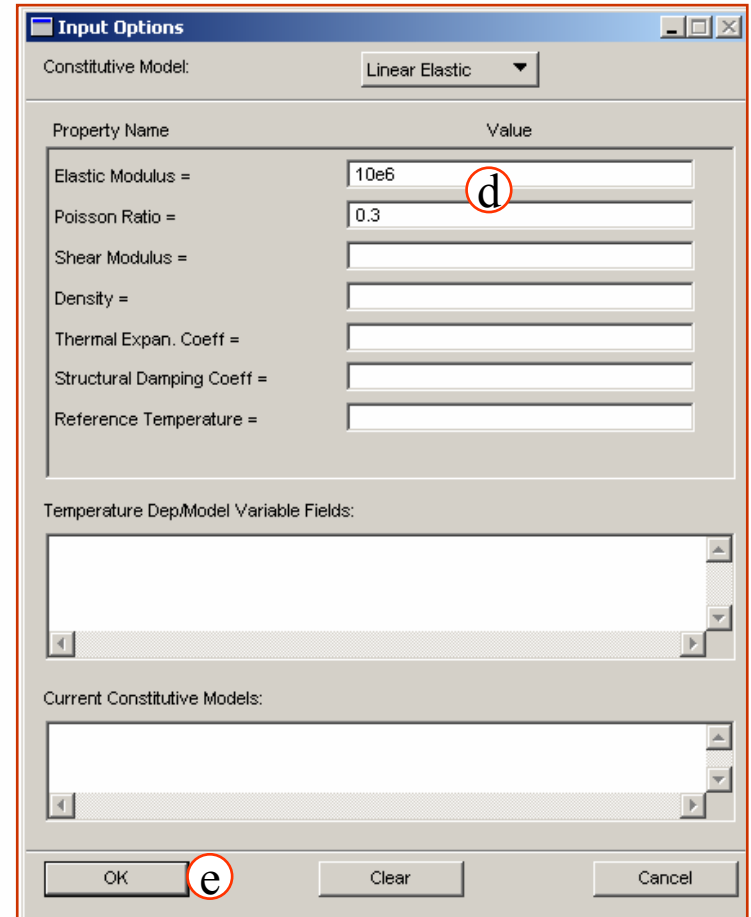 Input Options
Constitutive Model: Linear Elastic
Property Name Value
Elastic Modulus = 10e6
d
Poisson Ratio = 0.3
Shear Modulus =
Density =
Thermal Expan. Coeff =
Structural Damping Coeff =
Reference Temperature =
Temperature Dep/Model Variable Fields:
Current Constitutive Models:
OK e Clear Cancel